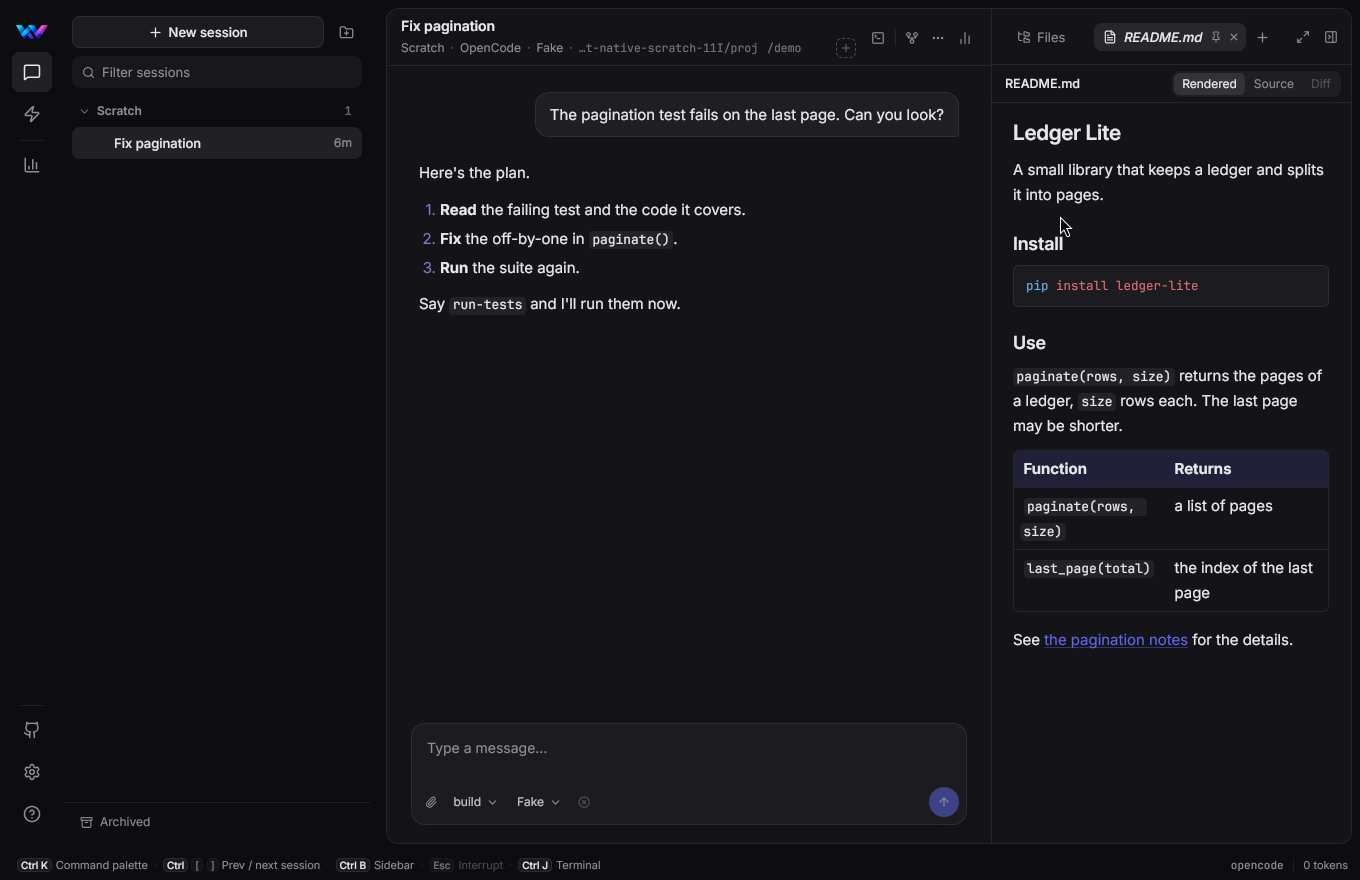 New session
Filter sessions
Scratch 1
Fix pagination 6m
Archived
Fix pagination
Scratch · OpenCode · Fake · …t-native-scratch-11I/proj /demo
The pagination test fails on the last page. Can you look?
Here's the plan.
1. Read the failing test and the code it covers.
2. Fix the off-by-one in paginate().
3. Run the suite again.
Say run-tests and I'll run them now.
Type a message...
build Fake
Files README.md
README.md Rendered Source Diff
Ledger Lite
A small library that keeps a ledger and splits
it into pages.
Install
pip install ledger-lite
Use
paginate(rows, size) returns the pages of
a ledger, size rows each. The last page
may be shorter.
Function Returns
paginate(rows, size) a list of pages
last_page(total) the index of the last
page
See the pagination notes for the details.
Ctrl K Command palette · Ctrl [ ] Prev / next session · Ctrl B Sidebar · Esc Interrupt · Ctrl J Terminal
opencode 0 tokens